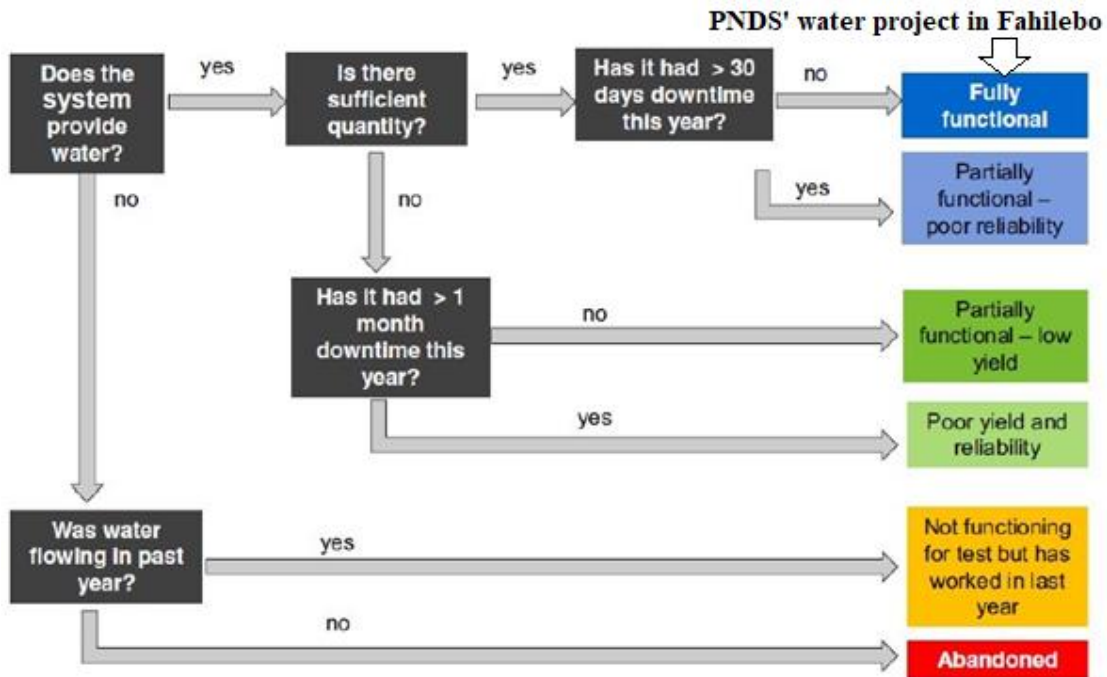 PNDS' water project in Fahilebo
Does the
system
provide
water?
yes
Is there
sufficient
quantity?
yes
Has it had > 30
days downtime
this year?
no
Fully
functional
yes
Partially
functional –
poor reliability
no
no
Has it had > 1
month
downtime this
year?
no
Partially
functional – low
yield
yes
Poor yield and
reliability
Was water
flowing in past
year?
yes
Not functioning
for test but has
worked in last
year
no
Abandoned